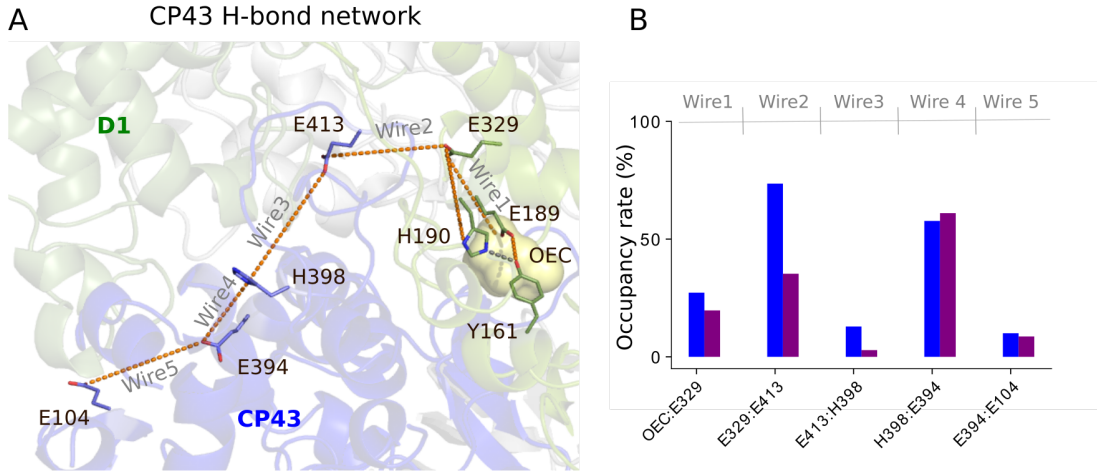 A
CP43 H-bond network
D1
E413
Wire2
E329
Wire1
E189
H190
OEC
Wire3
H398
Wire4
Y161
E394
Wire5
E104
CP43
B
Wire1 Wire2 Wire3 Wire 4 Wire 5
Occupancy rate (%)
100
50
0
OEC:E329
E329:E413
E413:H398
H398:E394
E394:E104